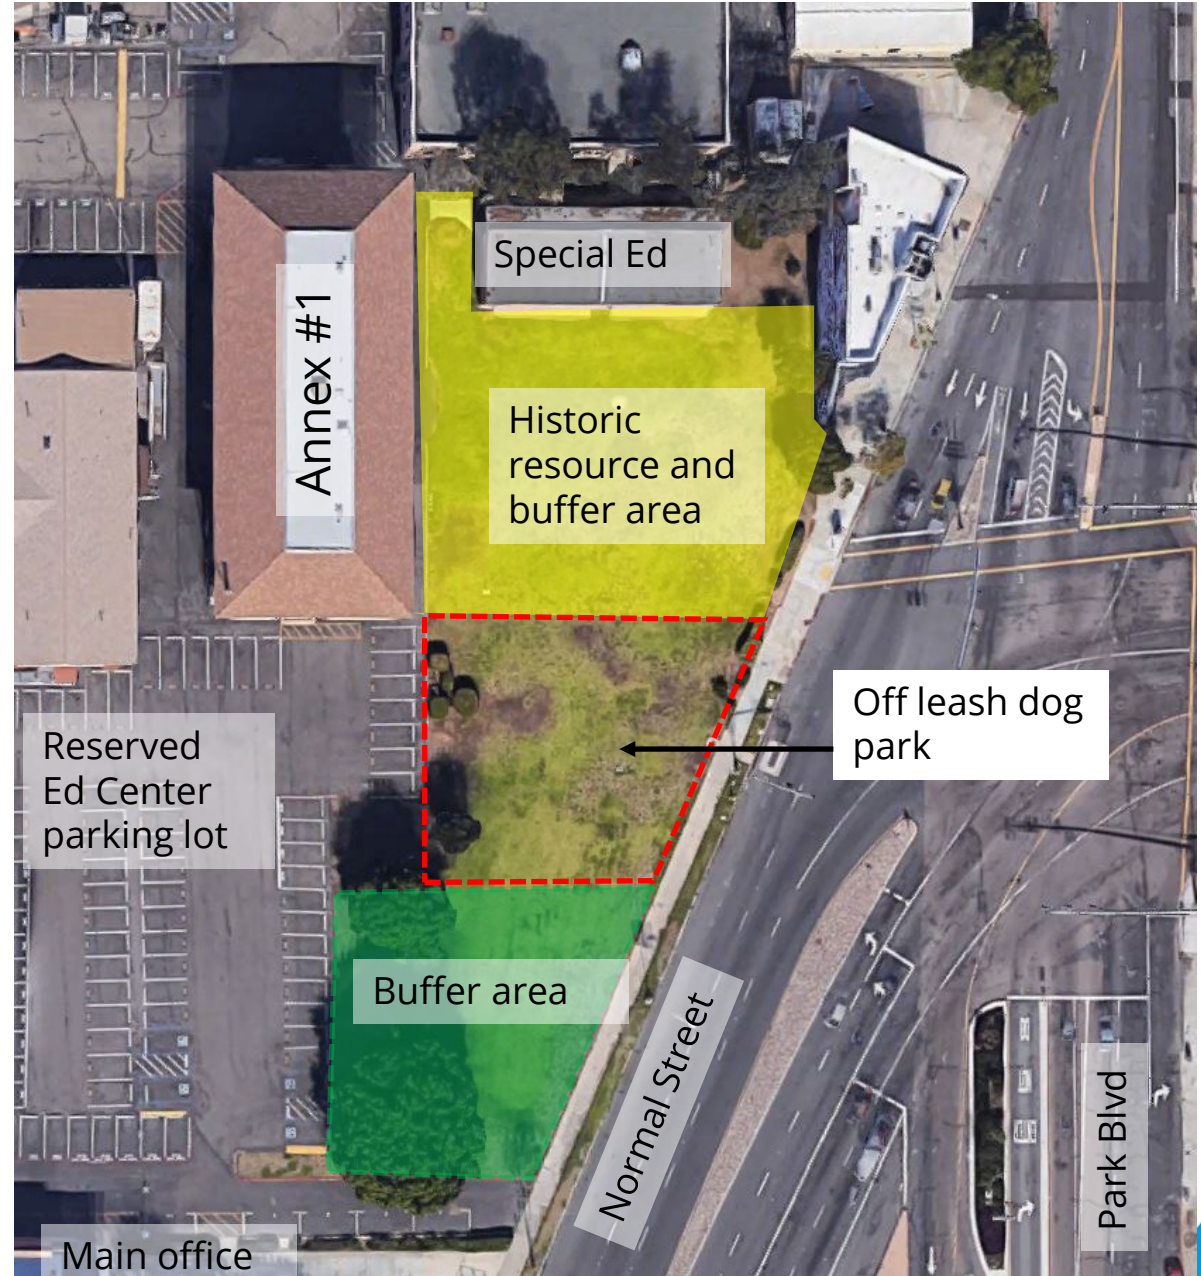 Special Ed
Annex #1
Historic
resource and
buffer area
Off leash dog
park
Reserved
Ed Center
parking lot
Buffer area
Normal Street
Park Blvd
Main office